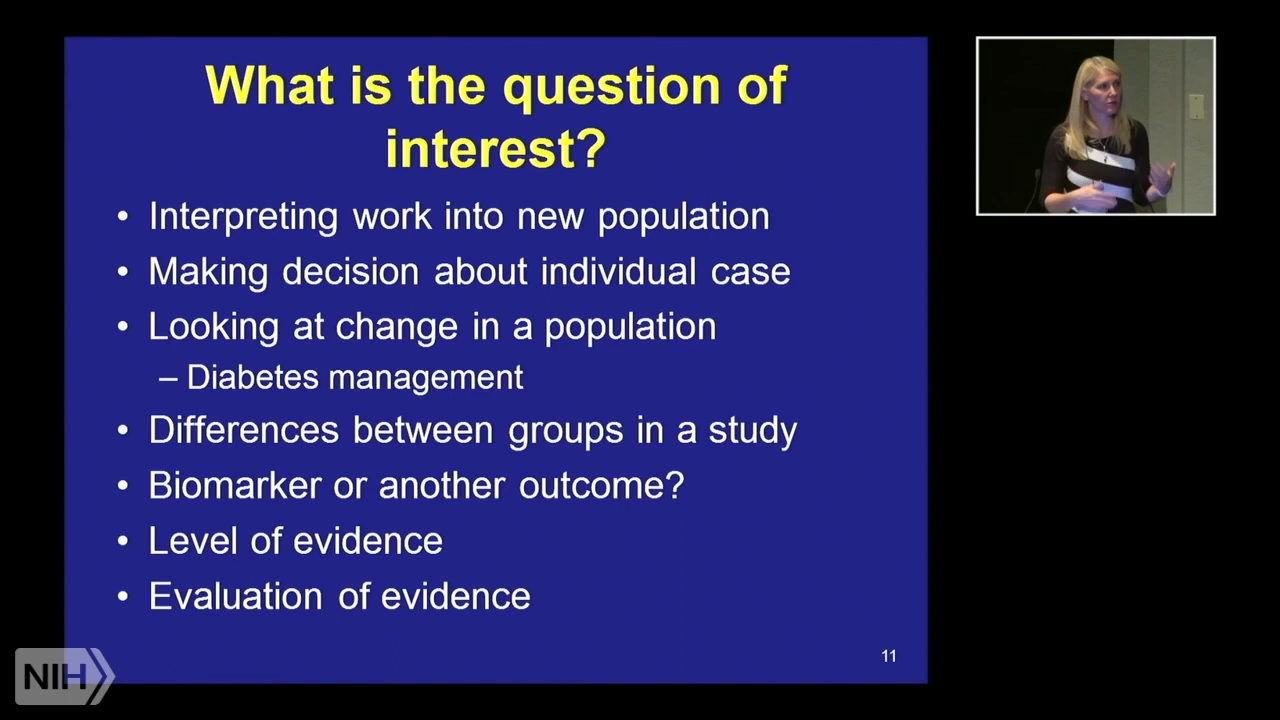 What is the question of
interest?
• Interpreting work into new population
• Making decision about individual case
• Looking at change in a population
– Diabetes management
• Differences between groups in a study
• Biomarker or another outcome?
• Level of evidence
• Evaluation of evidence
11
NIH